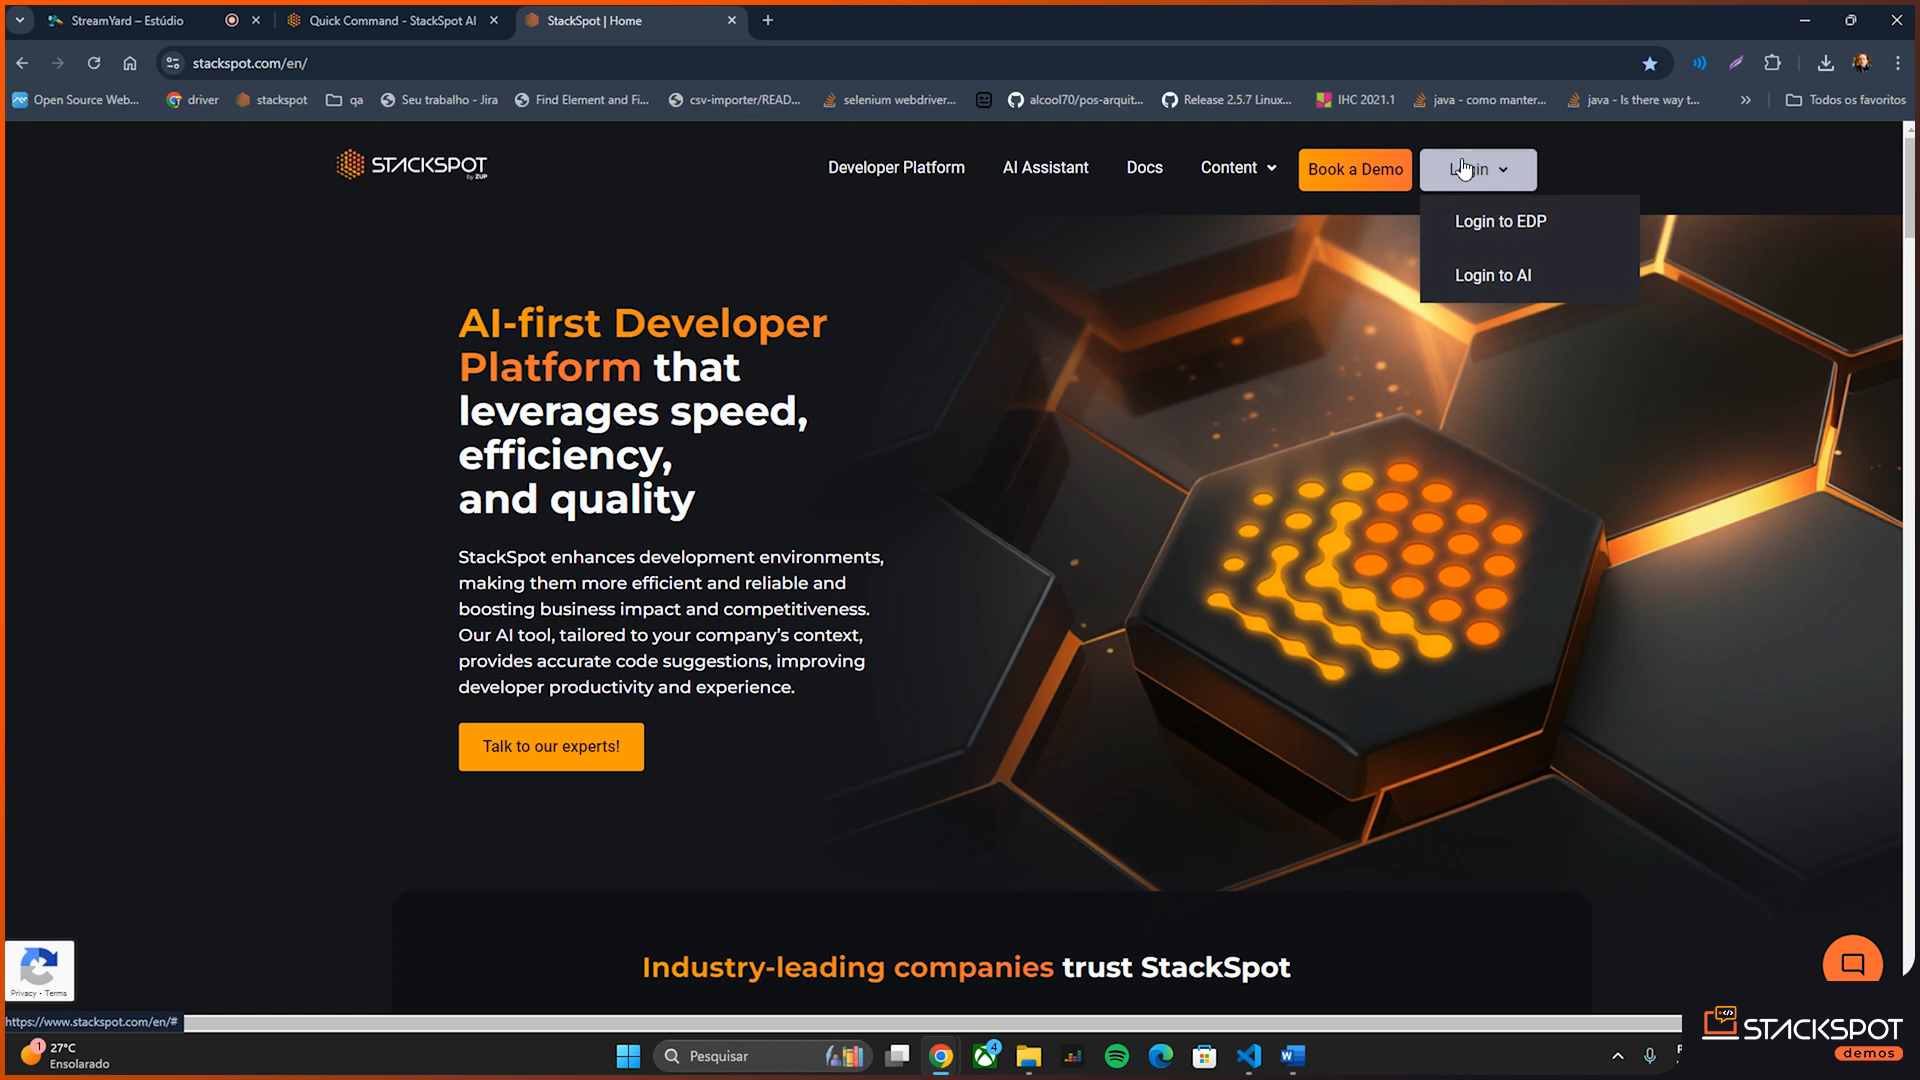 StreamYard – Estúdio
Quick Command - StackSpot AI
StackSpot | Home
stackspot.com/en/
Open Source Web...
driver
stackspot
qa
Seu trabalho - Jira
Find Element and Fi...
csv-importer/READ...
selenium webdriver...
alcool70/pos-arquit...
Release 2.5.7 Linux...
IHC 2021.1
java - como manter...
java - Is there way t...
»
Todos os favoritos
STACKSPOT
by ZUP
Developer Platform
AI Assistant
Docs
Content
Book a Demo
Login
Login to EDP
Login to AI
AI-first Developer
Platform that
leverages speed,
efficiency,
and quality
StackSpot enhances development environments,
making them more efficient and reliable and
boosting business impact and competitiveness.
Our AI tool, tailored to your company's context,
provides accurate code suggestions, improving
developer productivity and experience.
Talk to our experts!
Industry-leading companies trust StackSpot
Privacy - Terms
https://www.stackspot.com/en/#
1
27°C
Ensolarado
Pesquisar
4
STACKSPOT
demos